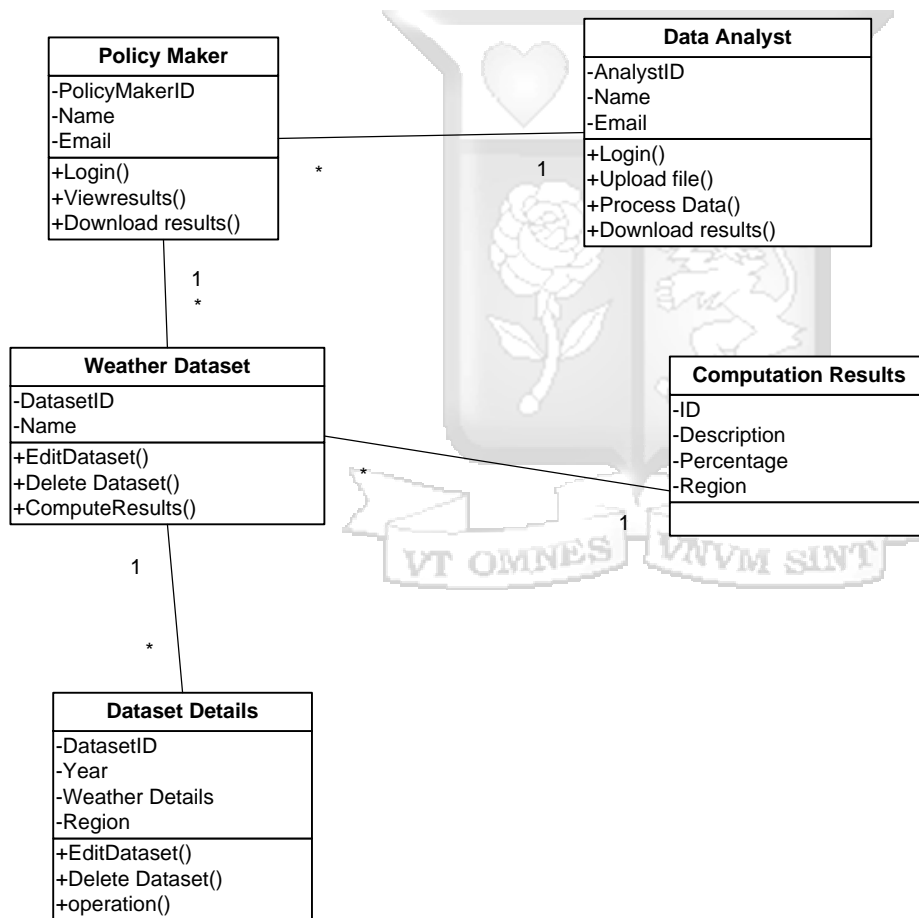 Policy Maker
-PolicyMakerID
-Name
-Email
+Login()
+Viewresults()
+Download results()
Data Analyst
-AnalystID
-Name
-Email
+Login()
+Upload file()
+Process Data()
+Download results()
*
1
1
*
Weather Dataset
-DatasetID
-Name
+EditDataset()
+Delete Dataset()
+ComputeResults()
Computation Results
-ID
-Description
-Percentage
-Region
*
1
VT OMNES VNVM SINT
1
*
Dataset Details
-DatasetID
-Year
-Weather Details
-Region
+EditDataset()
+Delete Dataset()
+operation()